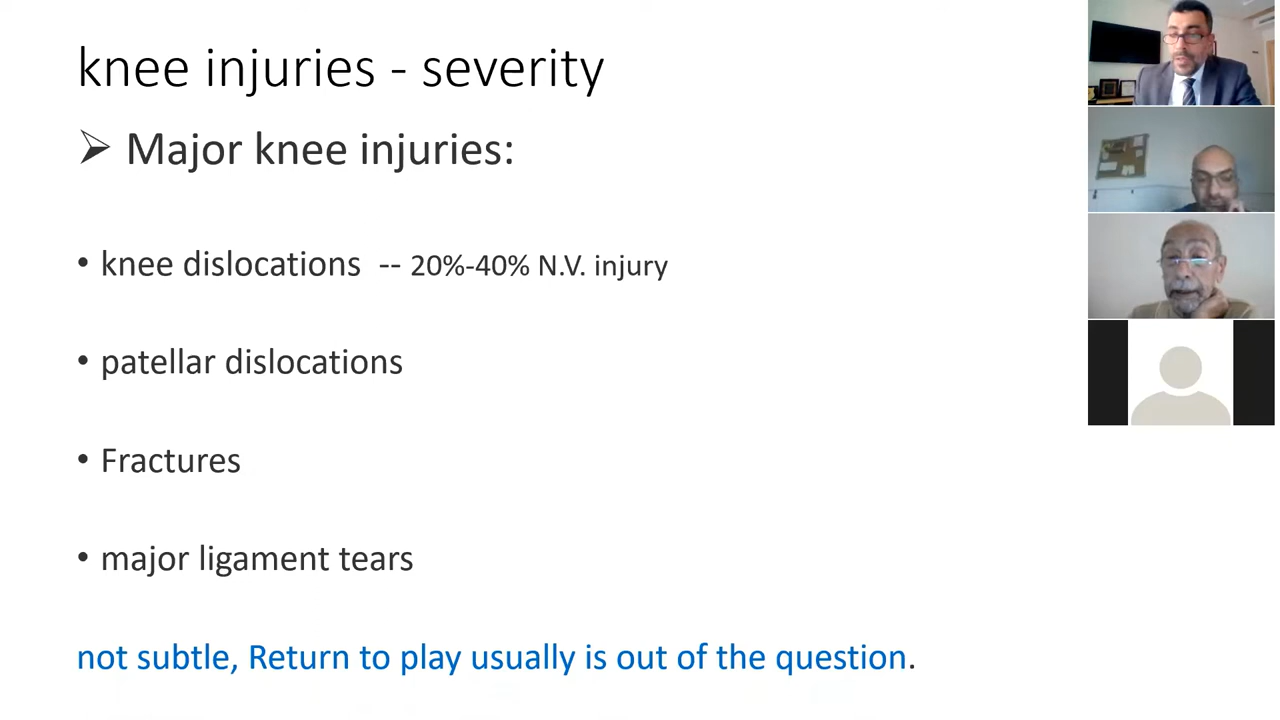 knee injuries - severity
➢ Major knee injuries:
• knee dislocations -- 20%-40% N.V. injury
• patellar dislocations
• Fractures
• major ligament tears
not subtle, Return to play usually is out of the question.